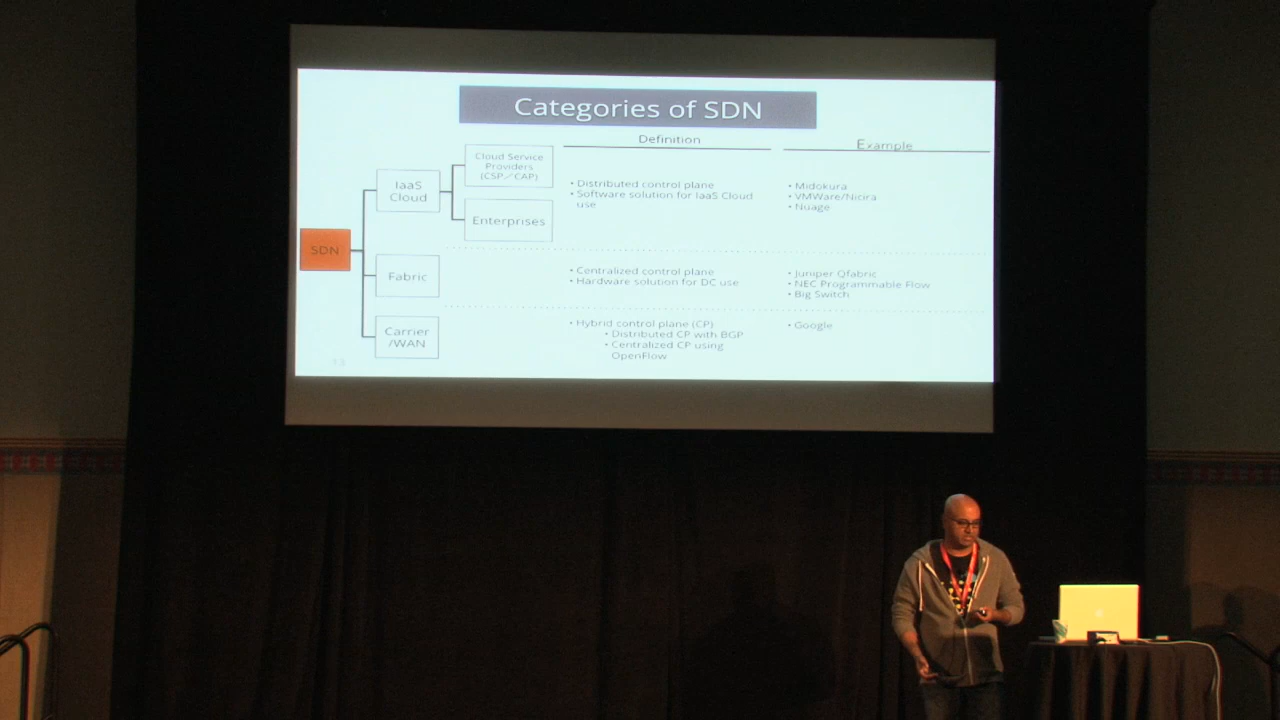 Categories of SDN
Definition
Example
SDN
IaaS
Cloud
Cloud Service
Providers
(CSP/CAP)
Enterprises
• Distributed control plane
• Software solution for IaaS Cloud
use
• Midokura
• VMWare/Nicira
• Nuage
Fabric
• Centralized control plane
• Hardware solution for DC use
• Juniper Qfabric
• NEC Programmable Flow
• Big Switch
Carrier
/WAN
• Hybrid control plane (CP)
• Distributed CP with BGP
• Centralized CP using
OpenFlow
• Google
13